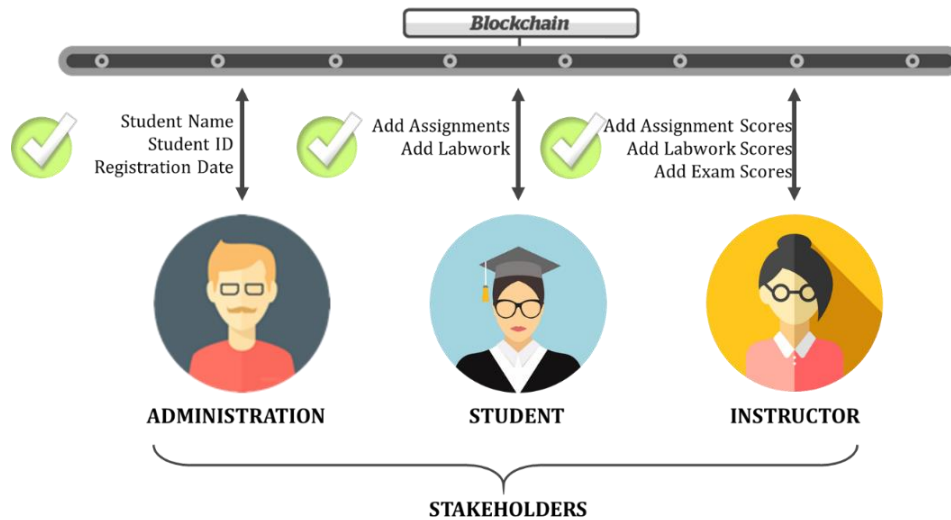 Blockchain
Student Name
Student ID
Registration Date
Add Assignments
Add Labwork
Add Assignment Scores
Add Labwork Scores
Add Exam Scores
ADMINISTRATION
STUDENT
INSTRUCTOR
STAKEHOLDERS